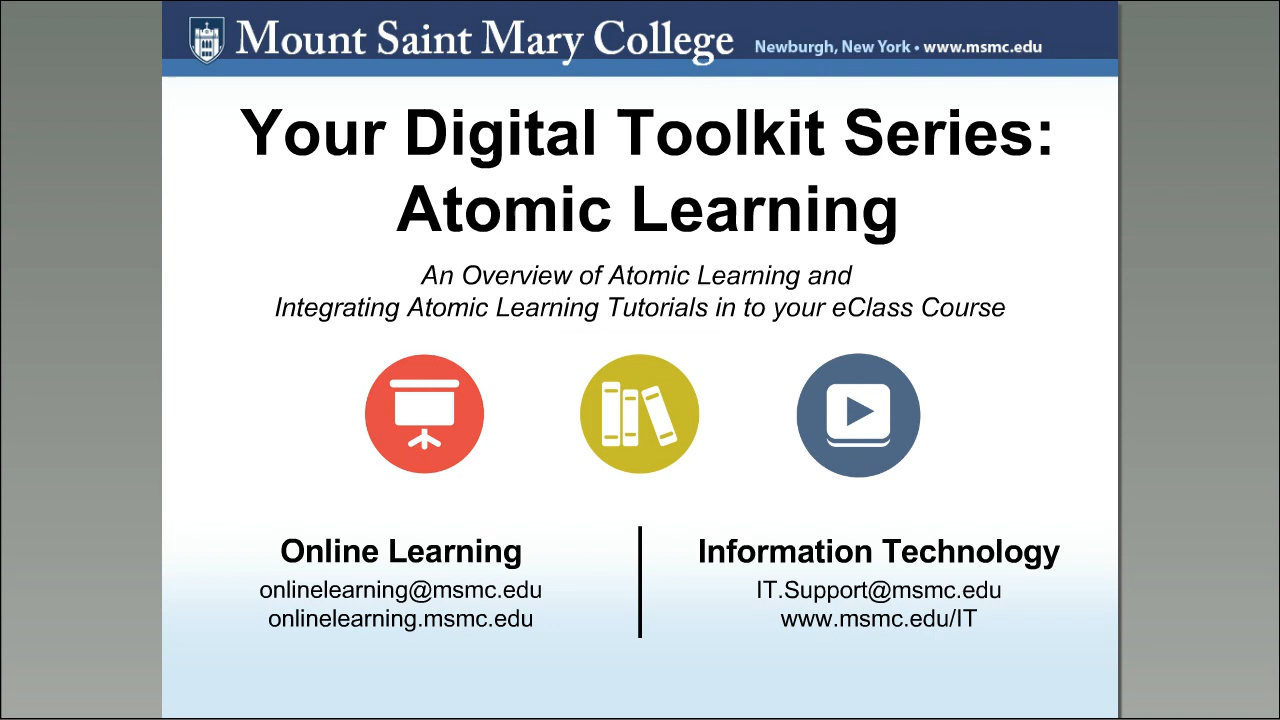 Mount Saint Mary College Newburgh, New York • www.msmc.edu
Your Digital Toolkit Series:
Atomic Learning
An Overview of Atomic Learning and
Integrating Atomic Learning Tutorials in to your eClass Course
Online Learning
onlinelearning@msmc.edu
onlinelearning.msmc.edu
Information Technology
IT.Support@msmc.edu
www.msmc.edu/IT